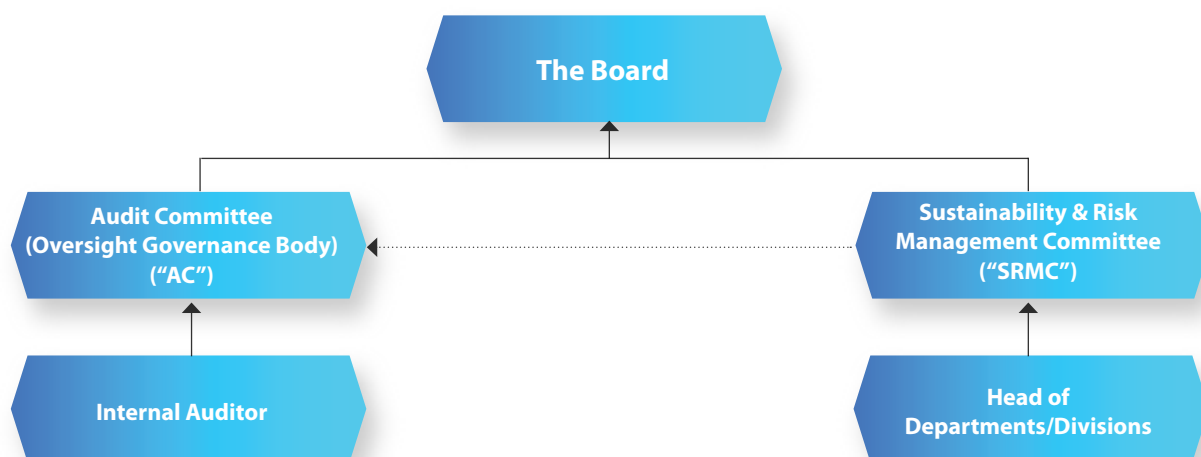 The Board
Audit Committee
(Oversight Governance Body)
(“AC”)
Sustainability & Risk
Management Committee
(“SRMC”)
Internal Auditor
Head of
Departments/Divisions